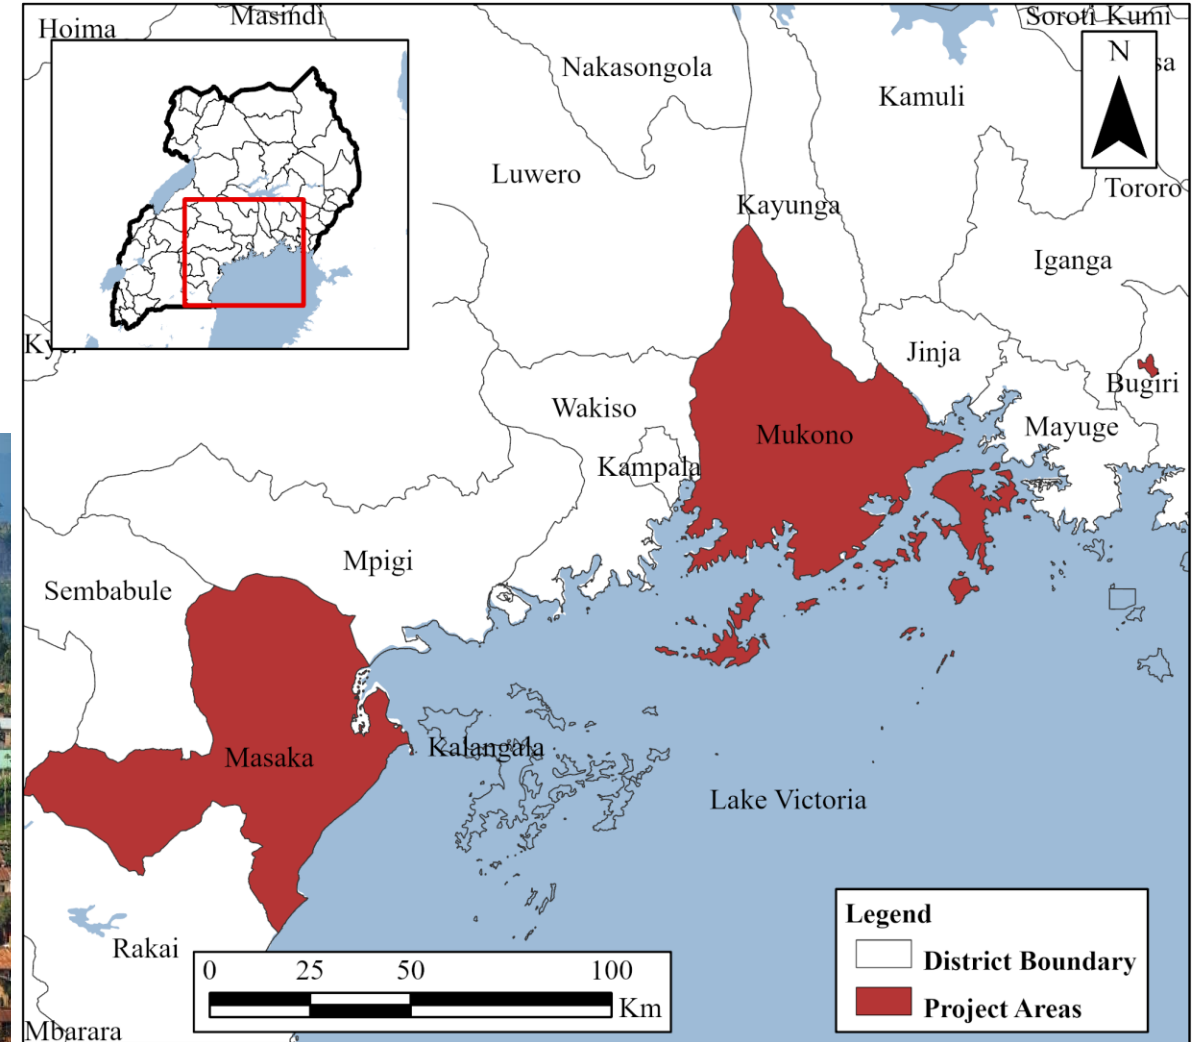 Hoima
Masindi
Soroti Kumi
N
Nakasongola
Kamuli
Luwero
Tororo
Kayunga
Iganga
Jinja
Bugiri
Wakiso
Mukono
Mayuge
Kampala
Mpigi
Sembabule
Masaka
Kalangala
Lake Victoria
Rakai
Mbarara
0 25 50 100
Km
Legend
District Boundary
Project Areas